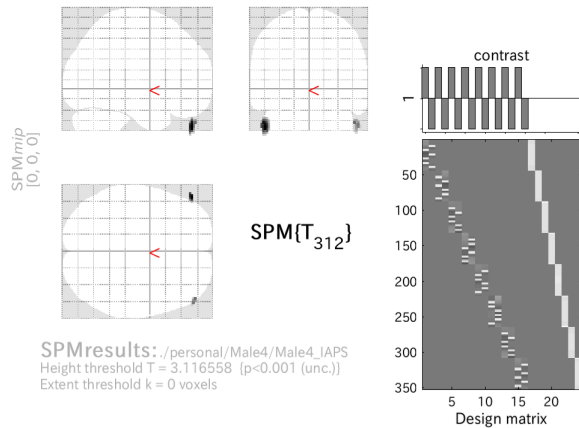 contrast
1
SPMmip
[0, 0, 0]
<
<
<
SPM{T312}
50
100
150
200
250
300
350
5 10 15 20
Design matrix
SPMresults: ./personal/Male4/Male4_IAPS
Height threshold T = 3.116558 {p<0.001 (unc.)}
Extent threshold k = 0 voxels